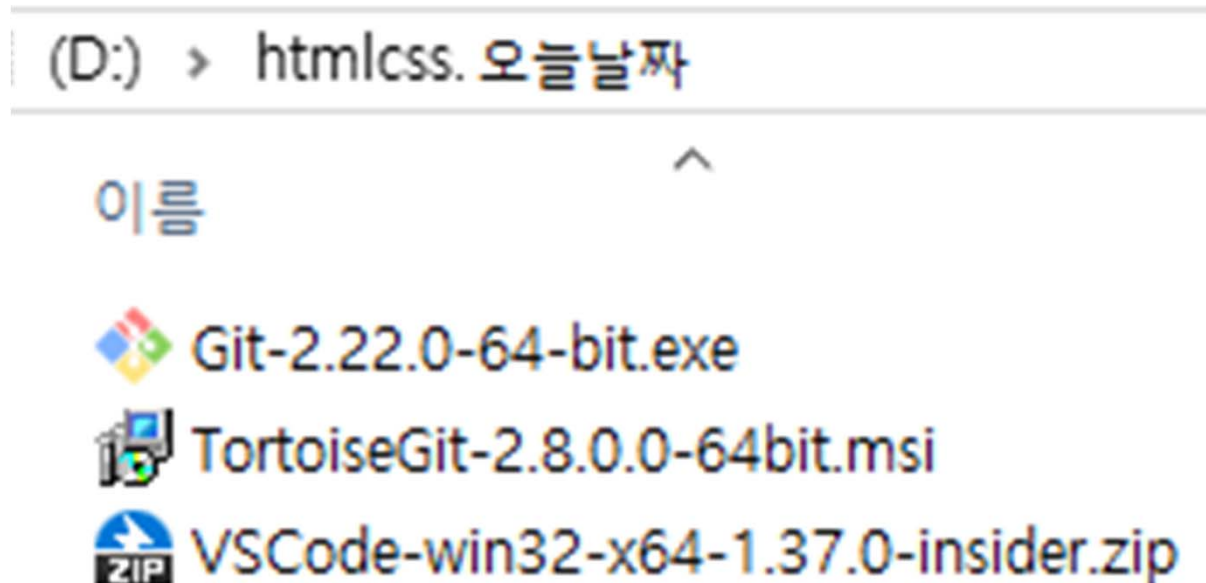 (D:) > htmlcss. 오늘날짜
이름
Git-2.22.0-64-bit.exe
TortoiseGit-2.8.0.0-64bit.msi
ZIP VSCode-win32-x64-1.37.0-insider.zip